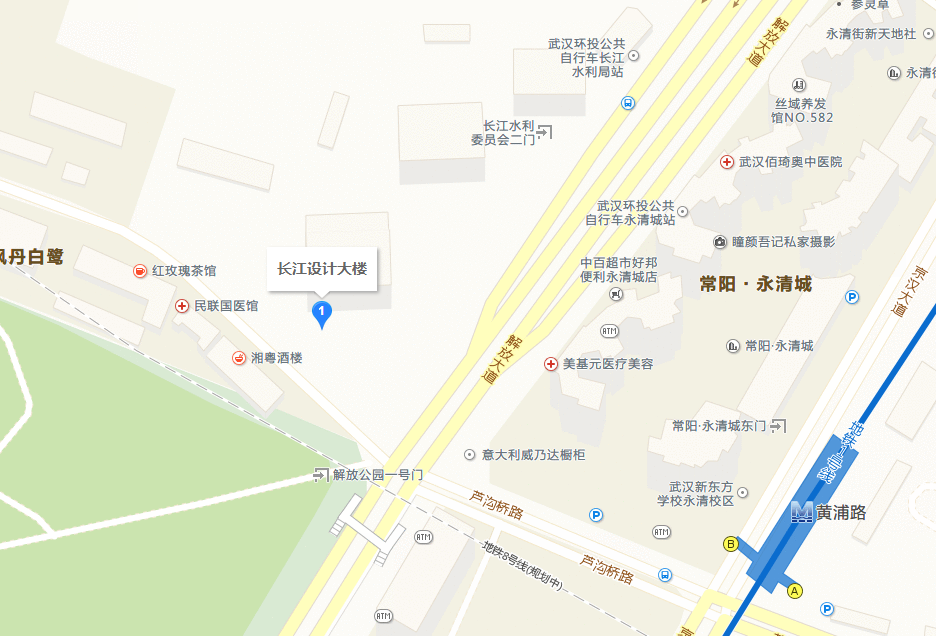 参灵草
永清街新天地社
解放大道
武汉环投公共
自行车长江
水利局站
永清街
丝域养发
馆NO.582
长江水利
委员会二门
武汉佰琦奥中医院
武汉环投公共
自行车永清城站
瞳颜吾记私家摄影
风丹白鹭
红玫瑰茶馆
长江设计大楼
中百超市好邦
便利永清城店
常阳·永清城
京汉大道
P
民联国医馆
1
ATM
解放大道
常阳·永清城
湘粤酒楼
美基元医疗美容
常阳·永清城东门
地铁1号线
意大利威乃达橱柜
解放公园一号门
武汉新东方
学校永清校区
芦沟桥路
P
M黄浦路
ATM
ATM
B
地铁8号线(规划中)
芦沟桥路
A
P
ATM
京